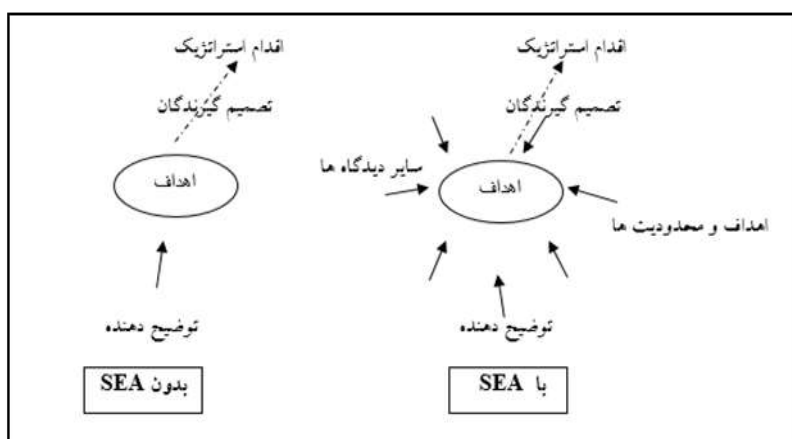 اقدام استراتژیک
تصمیم گیرندگان
سایر دیدگاه ها
اهداف
اهداف و محدودیت ها
توضیح دهنده
با SEA
اقدام استراتژیک
تصمیم گیرندگان
اهداف
توضیح دهنده
بدون SEA